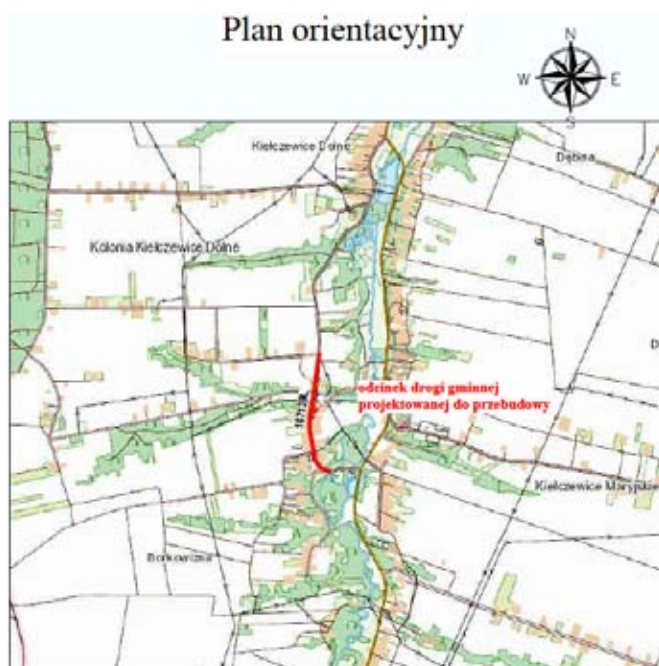 Plan orientacyjny
N
W E
S
Kiełczewice Dolne
Dębina
Kolonia Kiełczewice Dolne
odcinek drogi gminnej
projektowanej do przebudowy
Kiełczewice Maryjskie
Borkowizna